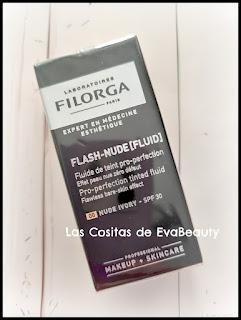 LABORATOIRES
FILORGA
PARIS
EXPERT EN MÉDECINE
ESTHÉTIQUE
FLASH-NUDE [FLUID]
Fluide de teint pro-perfection
Effet peau nue zéro défaut
Pro-perfection tinted fluid
Flawless bare-skin effect
00 NUDE IVORY - SPF 30
Las Cositas de EvaBeauty
PROFESSIONAL
MAKEUP + SKINCARE